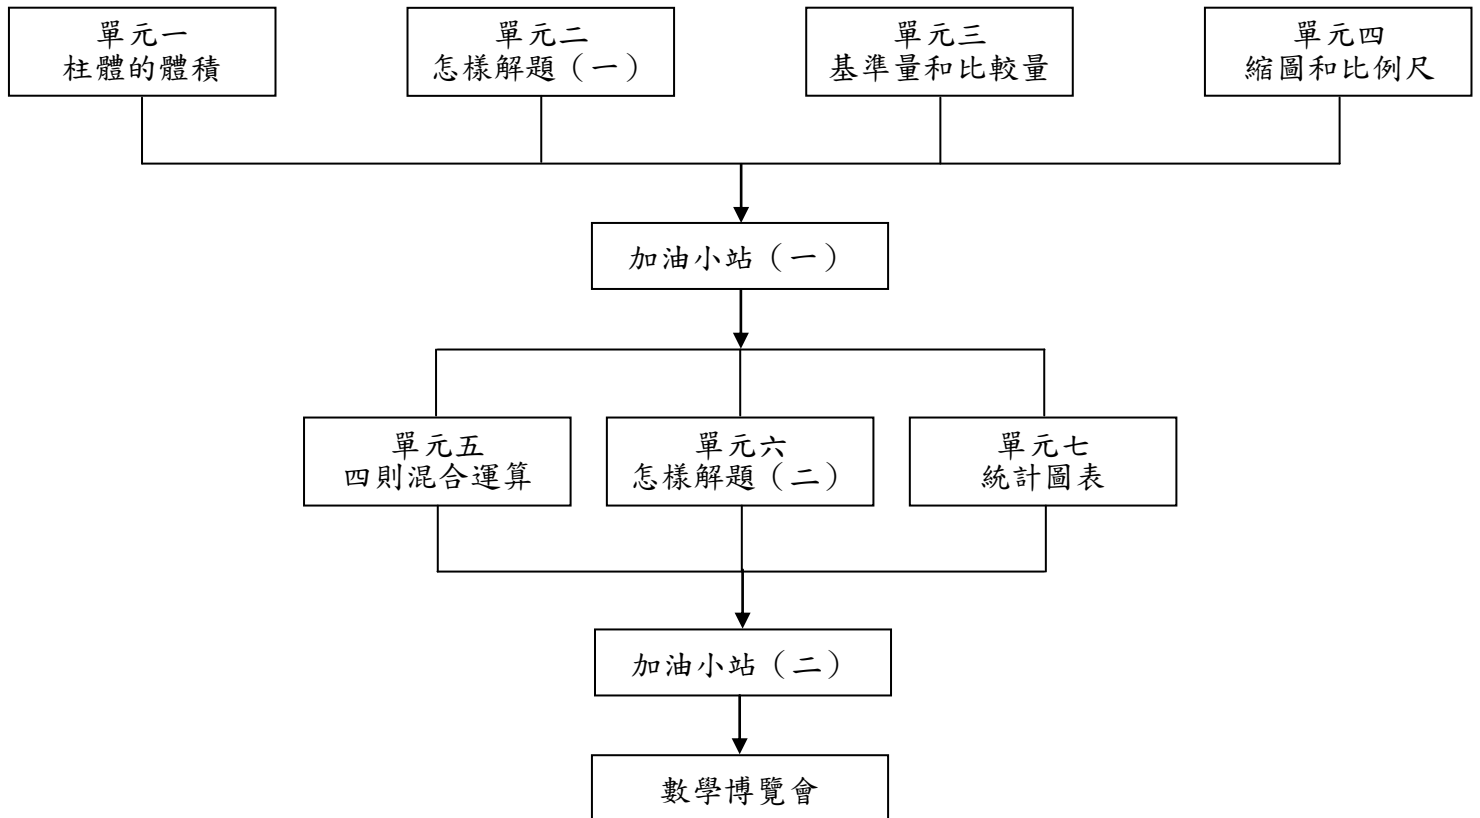 單元一
柱體的體積
單元二
怎樣解題（一）
單元三
基準量和比較量
單元四
縮圖和比例尺
加油小站（一）
單元五
四則混合運算
單元六
怎樣解題（二）
單元七
統計圖表
加油小站（二）
數學博覽會